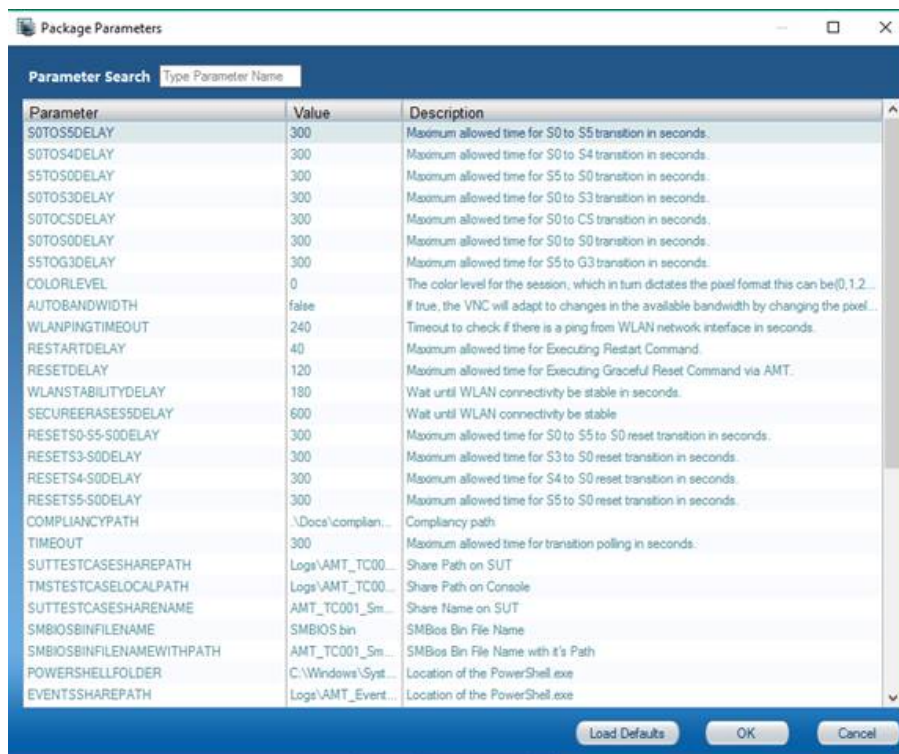 Package Parameters
Parameter Search Type Parameter Name
Parameter Value Description
S0TOS5DELAY 300 Maximum allowed time for S0 to S5 transition in seconds.
S0TOS4DELAY 300 Maximum allowed time for S0 to S4 transition in seconds.
S5TOS0DELAY 300 Maximum allowed time for S5 to S0 transition in seconds.
S0TOS3DELAY 300 Maximum allowed time for S0 to S3 transition in seconds.
S0TOCSDELAY 300 Maximum allowed time for S0 to CS transition in seconds.
S0TOS0DELAY 300 Maximum allowed time for S0 to S0 transition in seconds.
S5TOG3DELAY 300 Maximum allowed time for S5 to G3 transition in seconds.
COLORLEVEL 0 The color level for the session, which in turn dictates the pixel format this can be(0,1,2...
AUTOBANDWIDTH false If true, the VNC will adapt to changes in the available bandwidth by changing the pixel...
WLANPINGTIMEOUT 240 Timeout to check if there is a ping from WLAN network interface in seconds.
RESTARTDELAY 40 Maximum allowed time for Executing Restart Command.
RESETDELAY 120 Maximum allowed time for Executing Graceful Reset Command via AMT.
WLANSTABILITYDELAY 180 Wait until WLAN connectivity be stable in seconds.
SECUREERASES5DELAY 600 Wait until WLAN connectivity be stable
RESETS0-S5-S0DELAY 300 Maximum allowed time for S0 to S5 to S0 reset transition in seconds.
RESETS3-S0DELAY 300 Maximum allowed time for S3 to S0 reset transition in seconds.
RESETS4-S0DELAY 300 Maximum allowed time for S4 to S0 reset transition in seconds.
RESETS5-S0DELAY 300 Maximum allowed time for S5 to S0 reset transition in seconds.
COMPLIANCYPATH .\Docs\complian... Compliancy path
TIMEOUT 300 Maximum allowed time for transition polling in seconds.
SUTTESTCASESHAREPATH Logs\AMT_TC00... Share Path on SUT
TMSTESTCASELOCALPATH Logs\AMT_TC00... Share Path on Console
SUTTESTCASESHARENAME AMT_TC001_Sm... Share Name on SUT
SMBIOSBINFILENAME SMBIOS.bin SMBios Bin File Name
SMBIOSBINFILENAMEWITHPATH AMT_TC001_Sm... SMBios Bin File Name with it's Path
POWERSHELLFOLDER C:\Windows\Syst... Location of the PowerShell.exe
EVENTSSHAREPATH Logs\AMT_Event... Location of the PowerShell.exe
Load Defaults OK Cancel